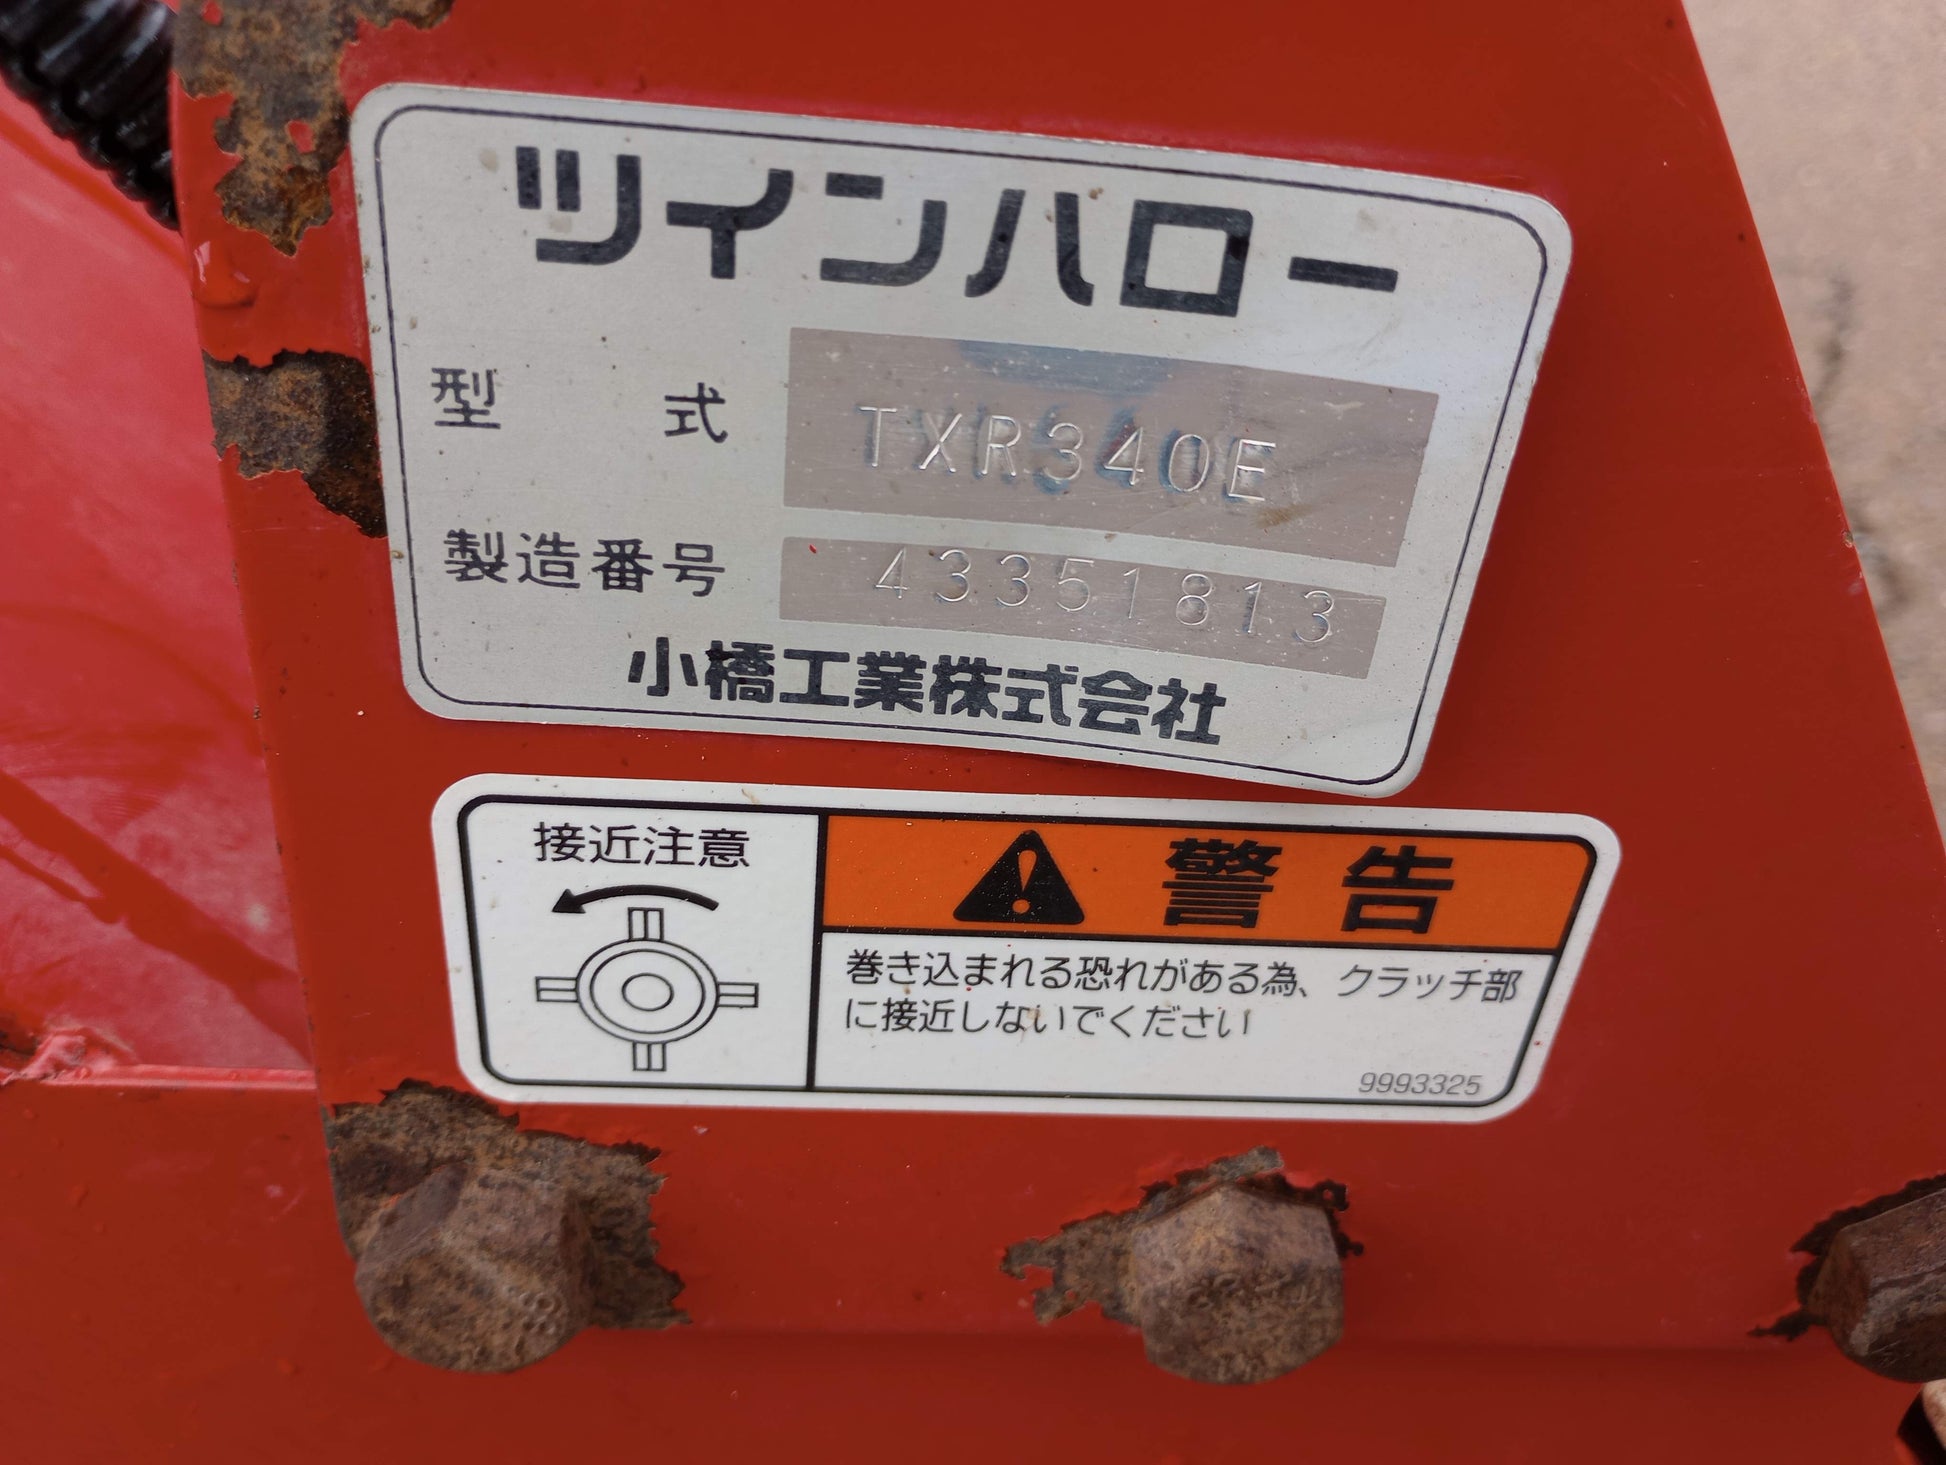 ツインハロー
型式 TXR340E
製造番号 43351813
小橋工業株式会社
接近注意
警告
巻き込まれる恐れがある為、クラッチ部
に接近しないでください
9993325